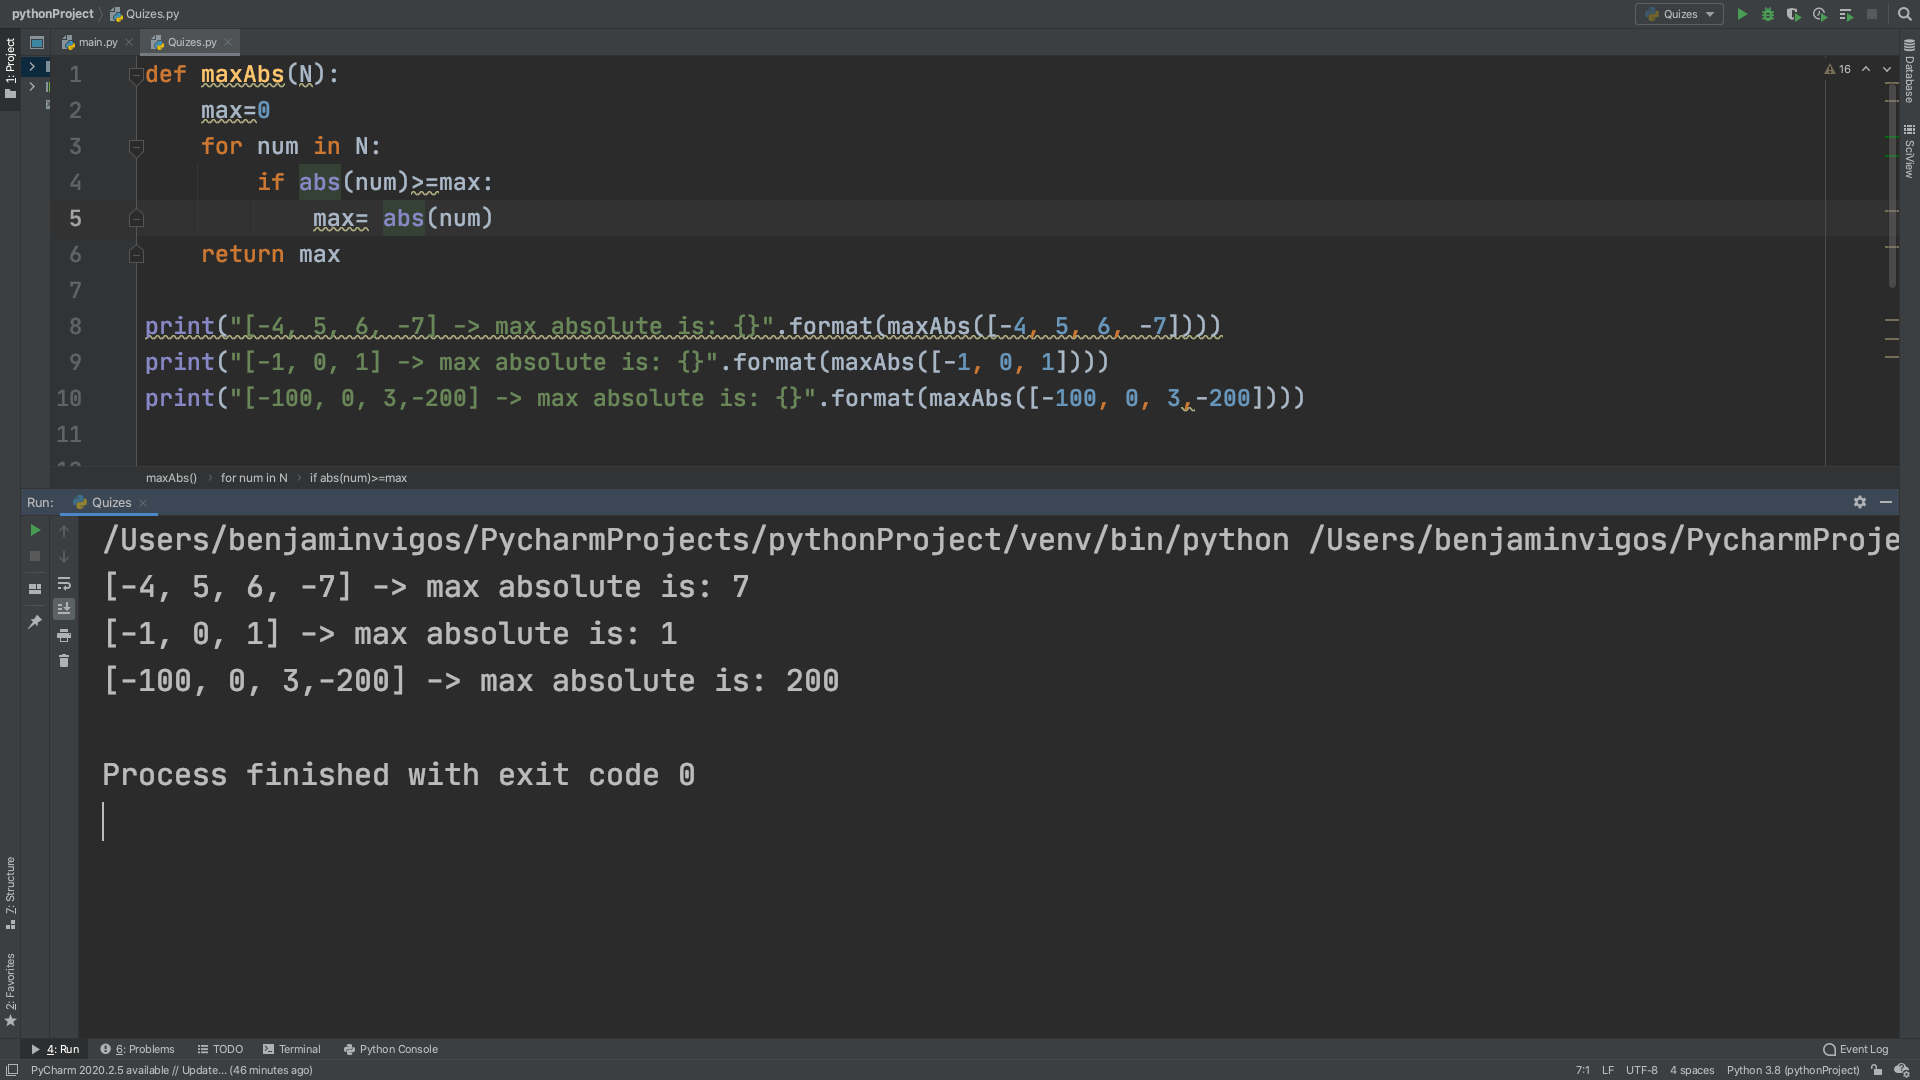 pythonProject Quizes.py
Quizes
main.py Quizes.py
1: Project
1 def maxAbs(N):
16
2 max=0
3 for num in N:
4 if abs(num)>=max:
5 max= abs(num)
6 return max
7
8 print("[-4, 5, 6, -7] -> max absolute is: {}".format(maxAbs([-4, 5, 6, -7])))
9 print("[-1, 0, 1] -> max absolute is: {}".format(maxAbs([-1, 0, 1])))
10 print("[-100, 0, 3,-200] -> max absolute is: {}".format(maxAbs([-100, 0, 3,-200])))
11
12
Database
SciView
maxAbs() for num in N if abs(num)>=max
Run: Quizes
/Users/benjaminvigos/PycharmProjects/pythonProject/venv/bin/python /Users/benjaminvigos/PycharmProje
[-4, 5, 6, -7] -> max absolute is: 7
[-1, 0, 1] -> max absolute is: 1
[-100, 0, 3,-200] -> max absolute is: 200
Process finished with exit code 0
7: Structure
2: Favorites
4: Run 6: Problems TODO Terminal Python Console Event Log
PyCharm 2020.2.5 available // Update... (46 minutes ago) 7:1 LF UTF-8 4 spaces Python 3.8 (pythonProject)